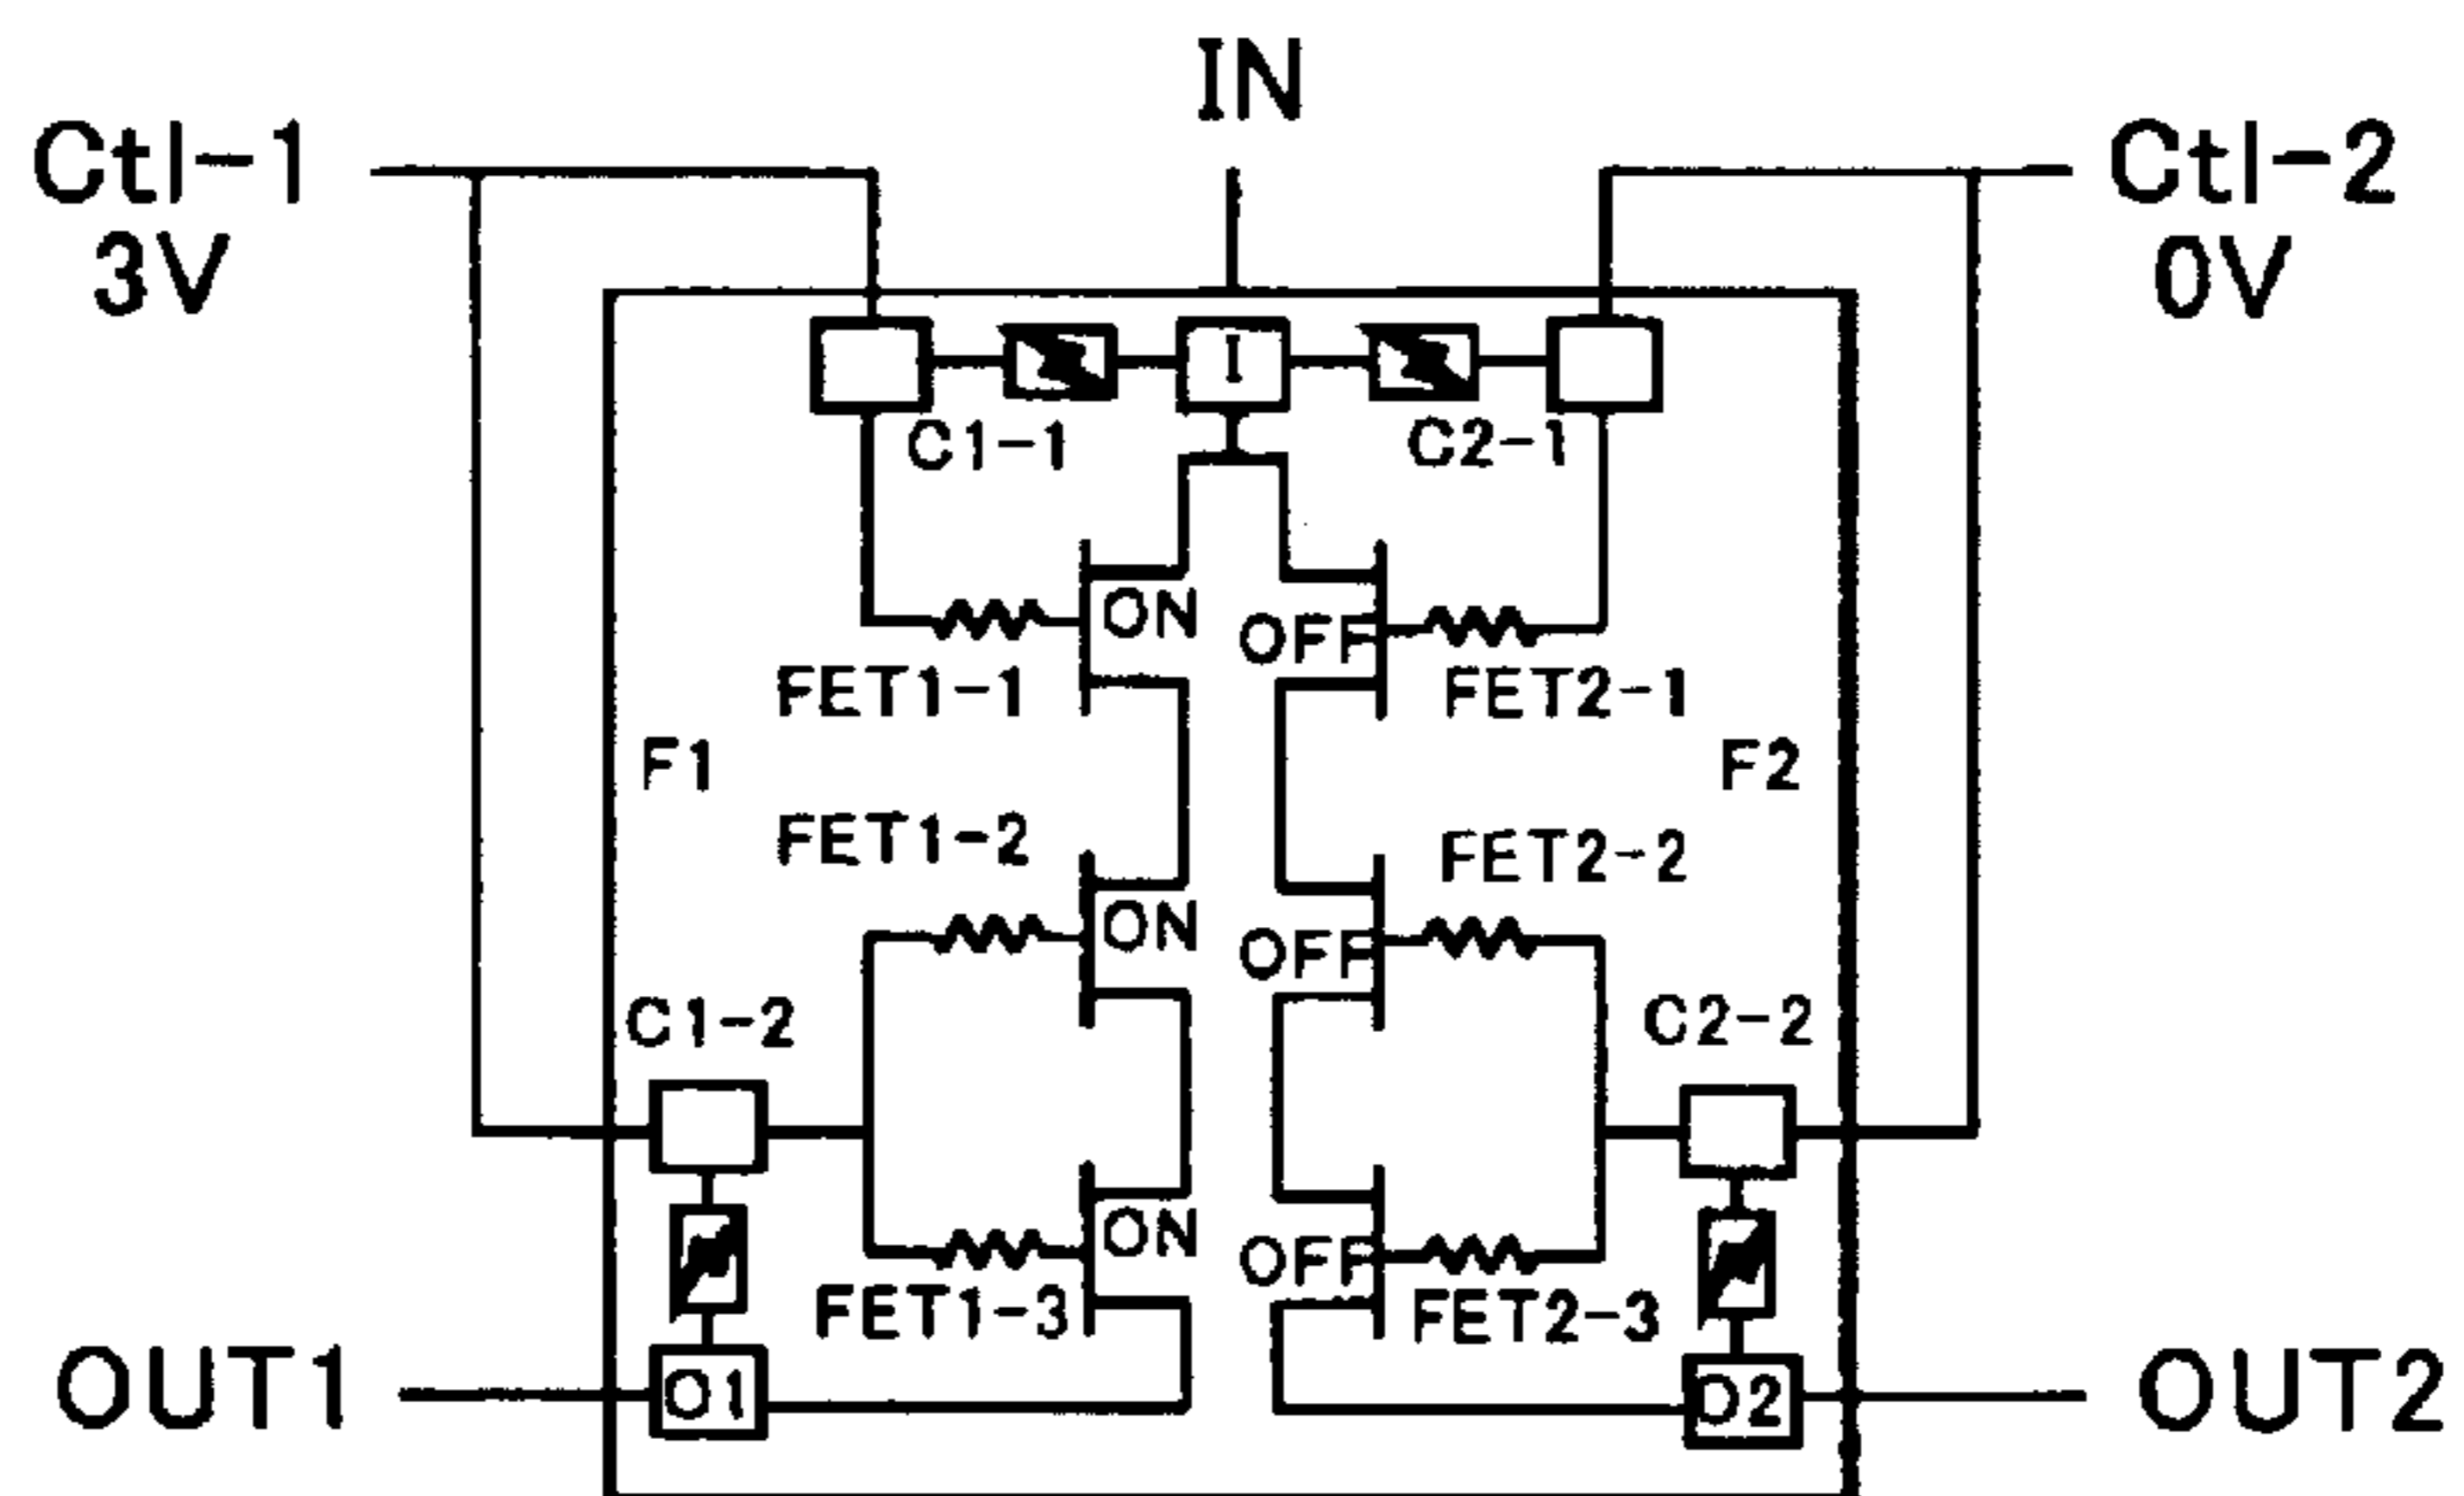 IN
Ctl-1
3V
Ctl-2
0V
I
C1-1
C2-1
ON
OFF
FET1-1
FET2-1
F1
F2
FET1-2
FET2-2
ON
OFF
C1-2
C2-2
ON
OFF
FET1-3
FET2-3
OUT1
O1
O2
OUT2